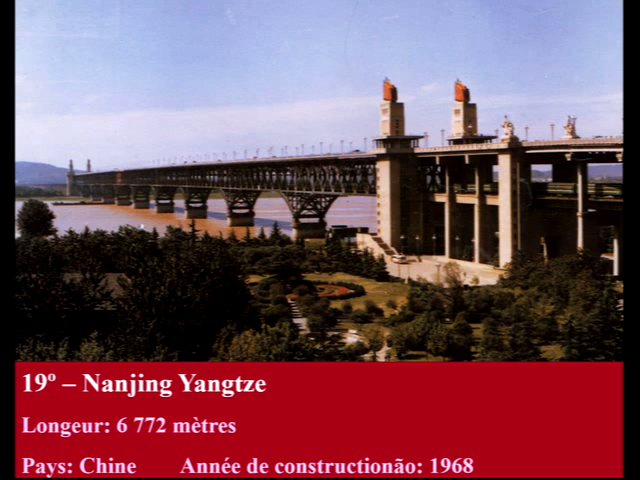 19º – Nanjing Yangtze
Longeur: 6 772 mètres
Pays: Chine Année de constructionão: 1968